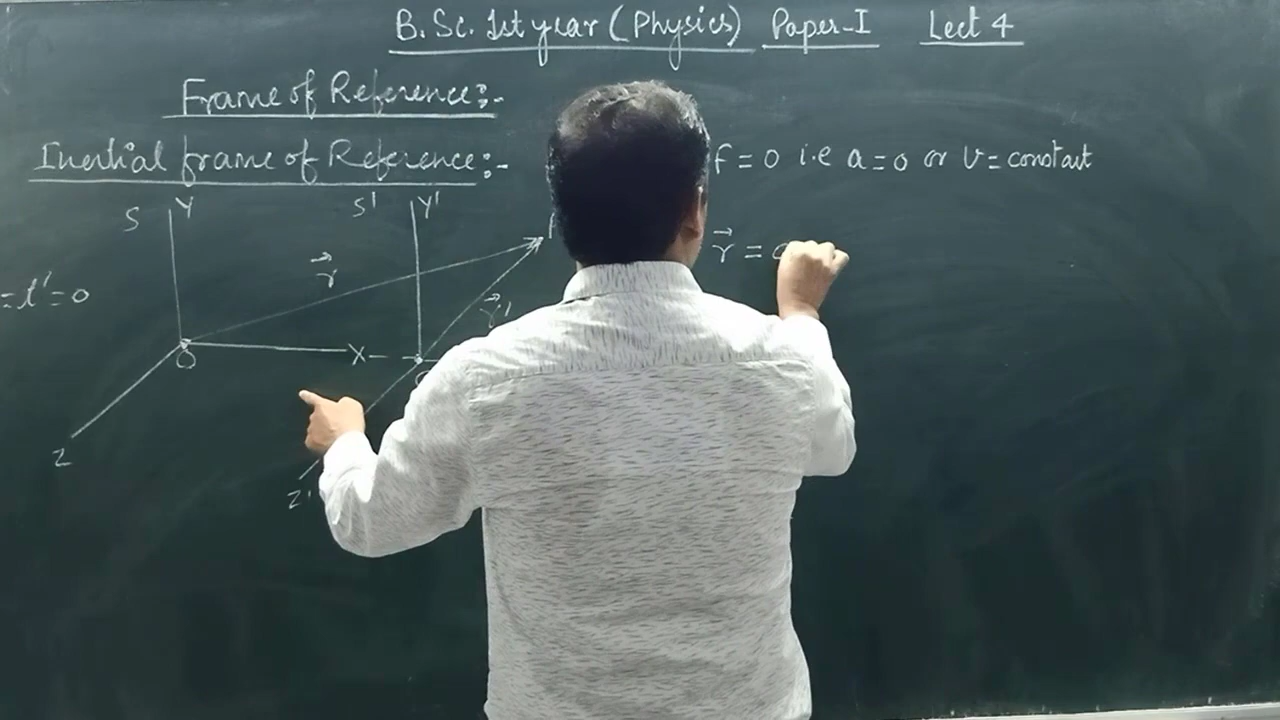 B.Sc. 1st year (Physics) Paper-I Lect 4
Frame of Reference:-
Inertial frame of Reference:- F=0 i.e a=0 or v=constant
S Y S' Y'
r⃗ r⃗ =
=t'=0 r⃗'
O X
Z
Z'